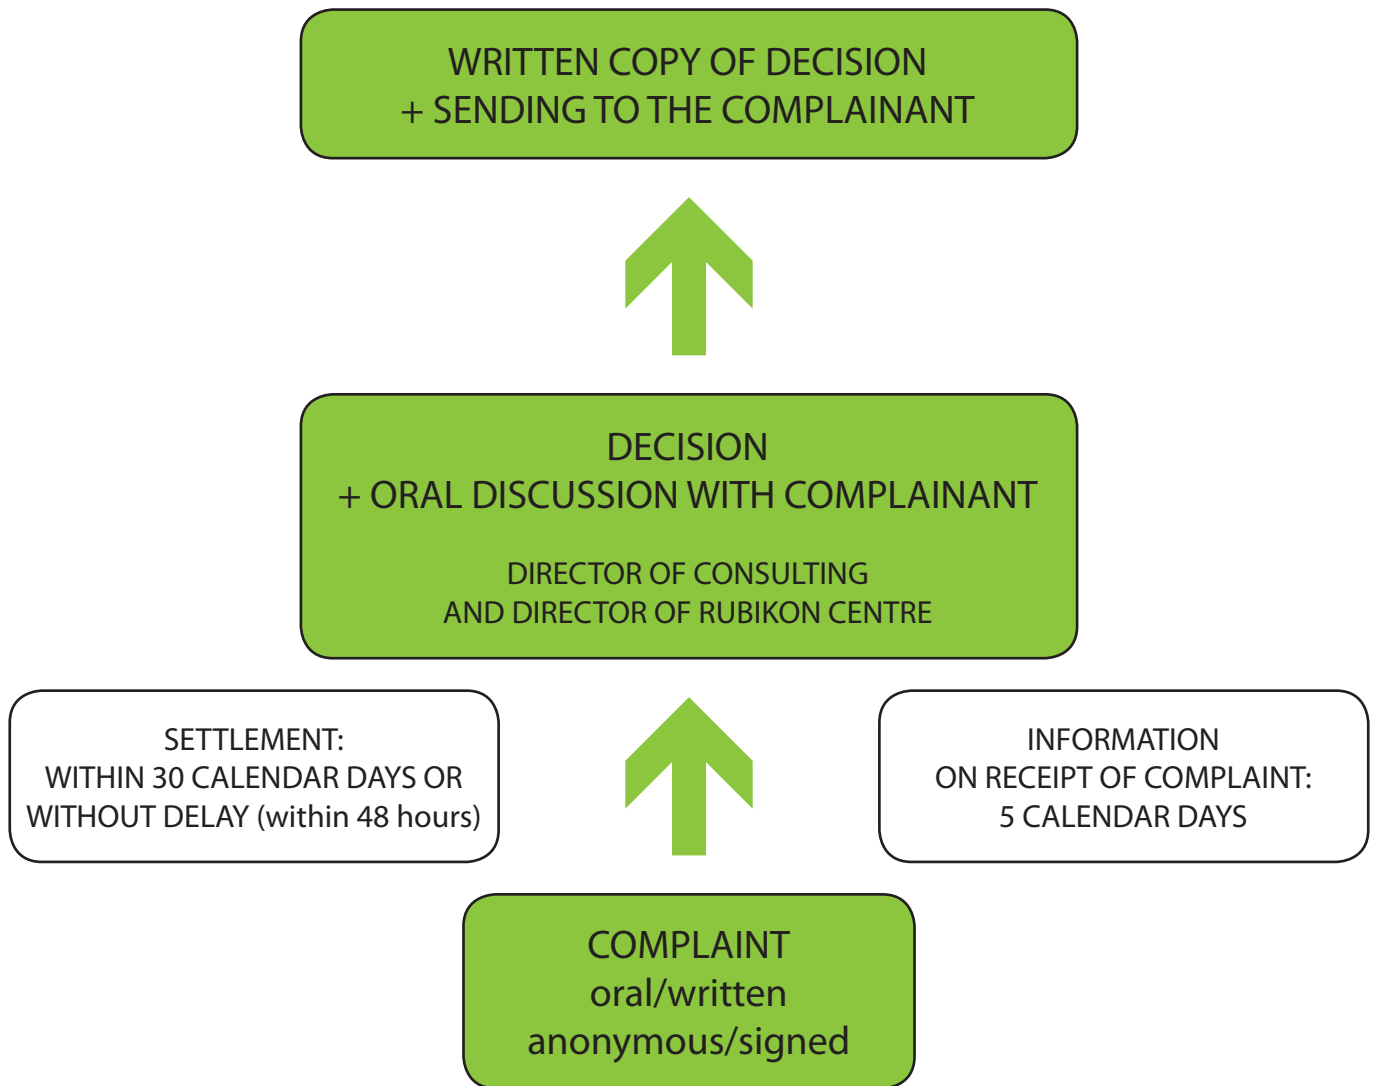 WRITTEN COPY OF DECISION
+ SENDING TO THE COMPLAINANT
DECISION
+ ORAL DISCUSSION WITH COMPLAINANT
DIRECTOR OF CONSULTING
AND DIRECTOR OF RUBIKON CENTRE
SETTLEMENT:
WITHIN 30 CALENDAR DAYS OR
WITHOUT DELAY (within 48 hours)
INFORMATION
ON RECEIPT OF COMPLAINT:
5 CALENDAR DAYS
COMPLAINT
oral/written
anonymous/signed